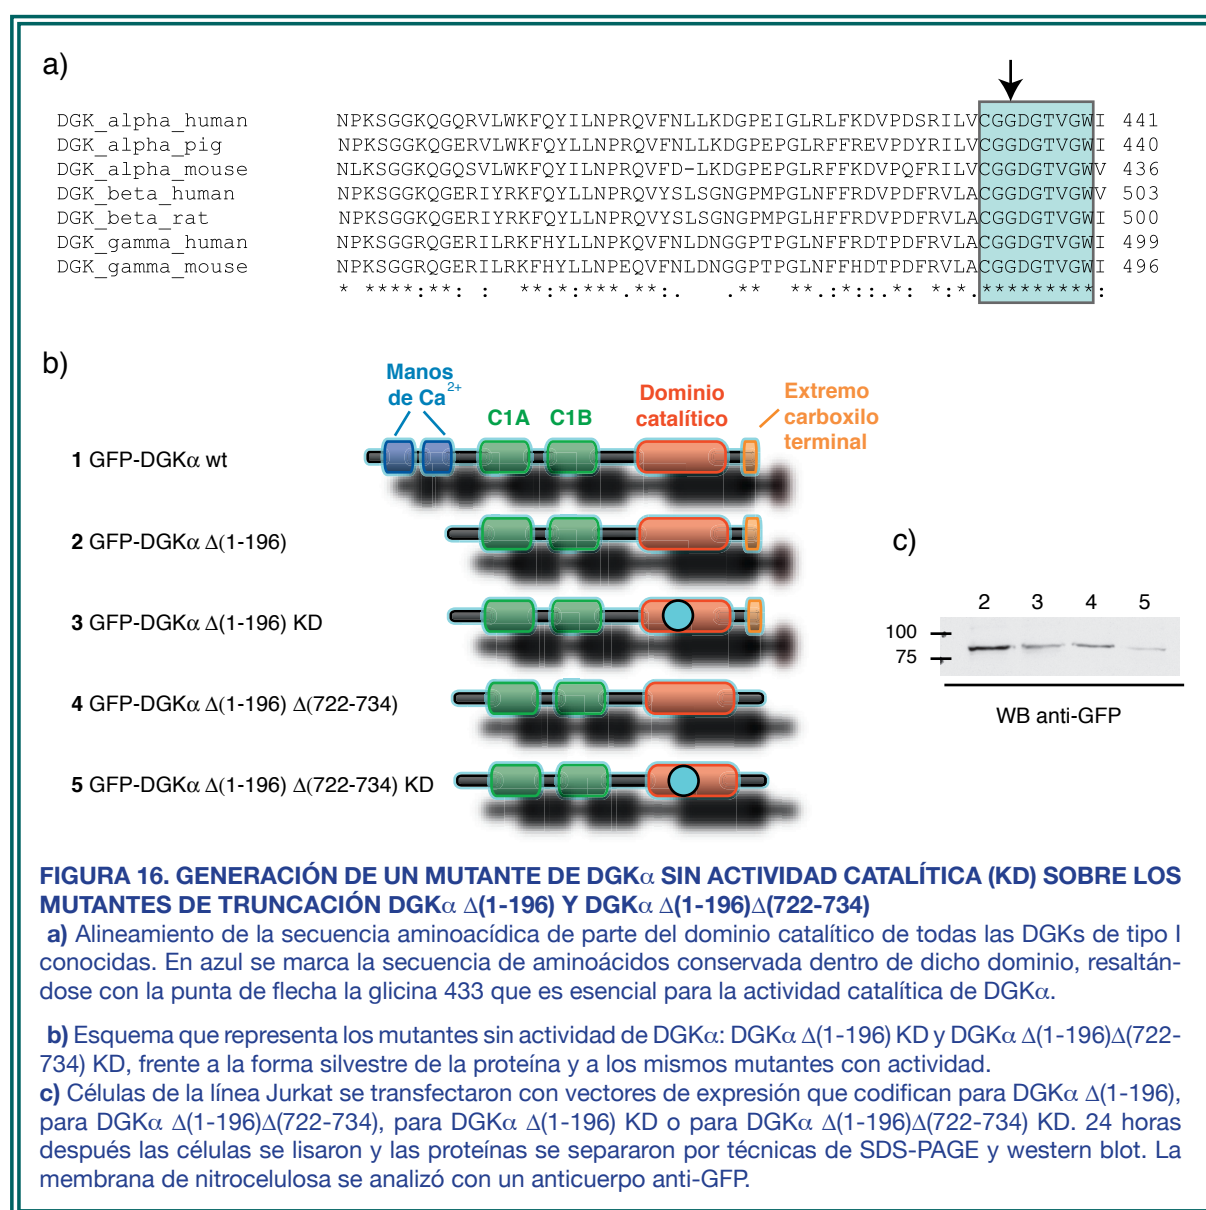 a)
DGK_alpha_human NPKSGGKQGQRVLWKFQYILNPRQVFNLLKDGPEIGLRLFKDVPDSRILVCGGDGTVGWI 441
DGK_alpha_pig NPKSGGKQGERVLWKFQYLLNPRQVFNLLKDGPEPGLRFFREVPDYRILVCGGDGTVGWI 440
DGK_alpha_mouse NLKSGGKQGQSVLWKFQYLLNPRQVFD-LKDGPEPGLRFFKDVPQFRILVCGGDGTVGWV 436
DGK_beta_human NPKSGGKQGERIYRKFQYLLNPRQVYSLSGNGPMPGLNFFRDVPDFRVLACGGDGTVGWV 503
DGK_beta_rat NPKSGGKQGERIYRKFQYLLNPRQVYSLSGNGPMPGLHFFRDVPDFRVLACGGDGTVGWI 500
DGK_gamma_human NPKSGGRQGERILRKFHYLLNPKQVFNLDNGGPTPGLNFFRDTPDFRVLACGGDGTVGWI 499
DGK_gamma_mouse NPKSGGRQGERILRKFHYLLNPEQVFNLDNGGPTPGLNFFHDTPDFRVLACGGDGTVGWI 496
* ****:**: : **:*:***.**:. .** **.:*::.*: *:*.*********:
b)
Manos de Ca2+
C1A C1B
Dominio catalítico
Extremo carboxilo terminal
1 GFP-DGKα wt
2 GFP-DGKα Δ(1-196)
3 GFP-DGKα Δ(1-196) KD
4 GFP-DGKα Δ(1-196) Δ(722-734)
5 GFP-DGKα Δ(1-196) Δ(722-734) KD
c)
2 3 4 5
100
75
WB anti-GFP
FIGURA 16. GENERACIÓN DE UN MUTANTE DE DGKα SIN ACTIVIDAD CATALÍTICA (KD) SOBRE LOS
MUTANTES DE TRUNCACIÓN DGKα Δ(1-196) Y DGKα Δ(1-196)Δ(722-734)
a) Alineamiento de la secuencia aminoacídica de parte del dominio catalítico de todas las DGKs de tipo I
conocidas. En azul se marca la secuencia de aminoácidos conservada dentro de dicho dominio, resaltán-
dose con la punta de flecha la glicina 433 que es esencial para la actividad catalítica de DGKα.
b) Esquema que representa los mutantes sin actividad de DGKα: DGKα Δ(1-196) KD y DGKα Δ(1-196)Δ(722-
734) KD, frente a la forma silvestre de la proteína y a los mismos mutantes con actividad.
c) Células de la línea Jurkat se transfectaron con vectores de expresión que codifican para DGKα Δ(1-196),
para DGKα Δ(1-196)Δ(722-734), para DGKα Δ(1-196) KD o para DGKα Δ(1-196)Δ(722-734) KD. 24 horas
después las células se lisaron y las proteínas se separaron por técnicas de SDS-PAGE y western blot. La
membrana de nitrocelulosa se analizó con un anticuerpo anti-GFP.